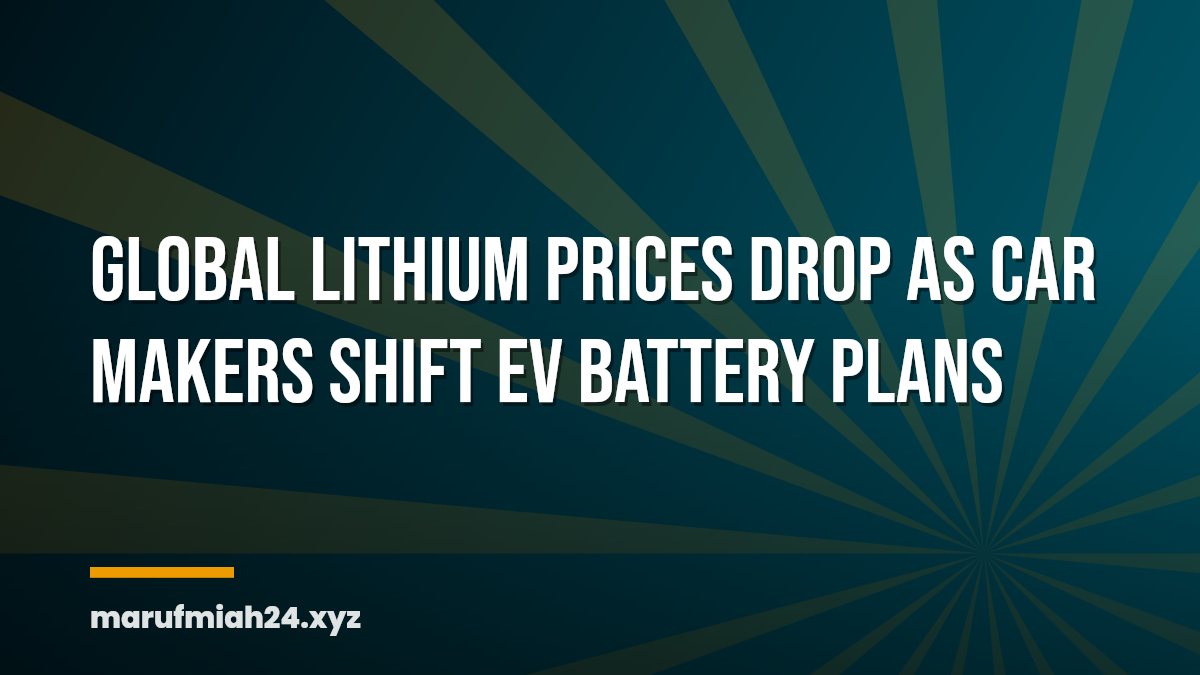 GLOBAL LITHIUM PRICES DROP AS CAR
MAKERS SHIFT EV BATTERY PLANS
marufmiah24.xyz